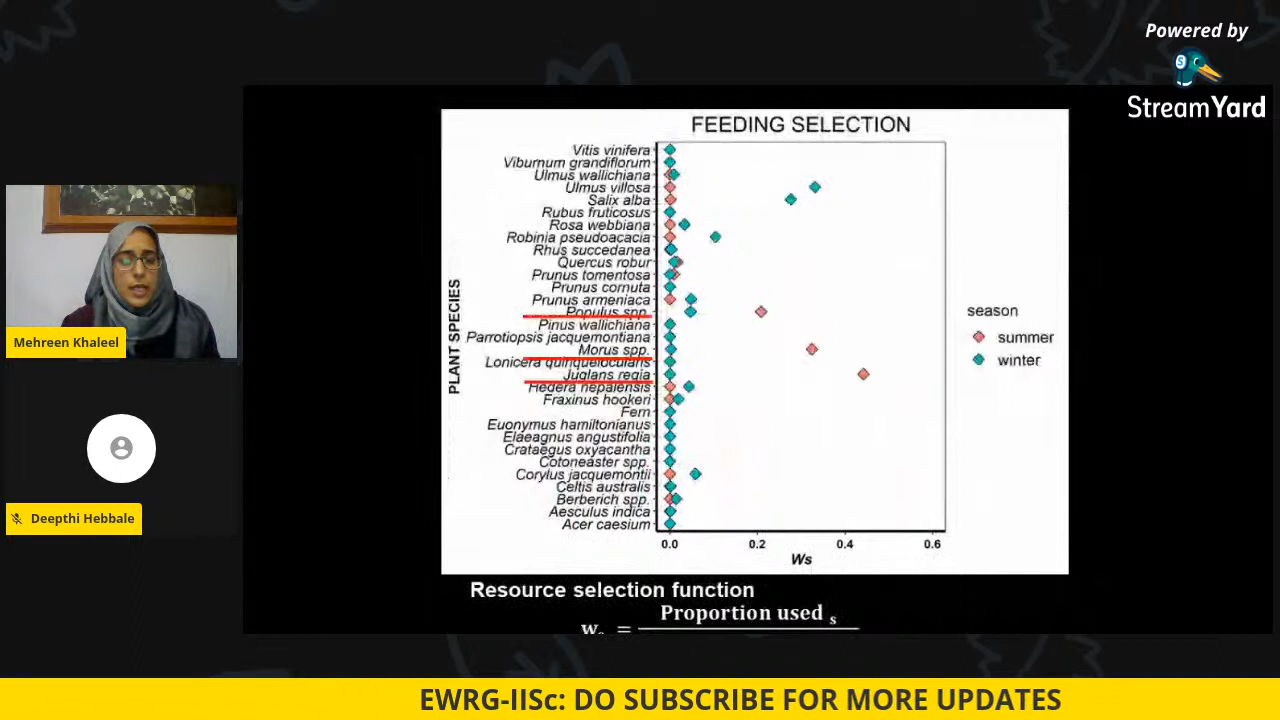 Powered by
StreamYard
FEEDING SELECTION
PLANT SPECIES
Vitis vinifera
Viburnum grandiflorum
Ulmus wallichiana
Ulmus villosa
Salix alba
Rubus fruticosus
Rosa webbiana
Robinia pseudoacacia
Rhus succedanea
Quercus robur
Prunus tomentosa
Prunus cornuta
Prunus armeniaca
Populus spp.
Pinus wallichiana
Parrotiopsis jacquemontiana
Morus spp.
Lonicera quinquelocularis
Juglans regia
Hedera nepalensis
Fraxinus hookeri
Fern
Euonymus hamiltonianus
Elaeagnus angustifolia
Crataegus oxyacantha
Cotoneaster spp.
Corylus jacquemontii
Celtis australis
Berberich spp.
Aesculus indica
Acer caesium
0.0 0.2 0.4 0.6
Ws
season
summer
winter
Resource selection function
Proportion used s
ws =
Mehreen Khaleel
Deepthi Hebbale
EWRG-IISc: DO SUBSCRIBE FOR MORE UPDATES